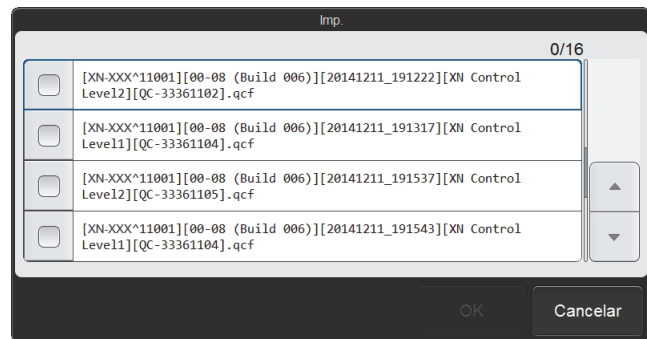 Imp.
0/16
[XN-XXX^11001][00-08 (Build 006)][20141211_191222][XN Control
Level2][QC-33361102].qcf
[XN-XXX^11001][00-08 (Build 006)][20141211_191317][XN Control
Level1][QC-33361104].qcf
[XN-XXX^11001][00-08 (Build 006)][20141211_191537][XN Control
Level2][QC-33361105].qcf
[XN-XXX^11001][00-08 (Build 006)][20141211_191543][XN Control
Level1][QC-33361104].qcf
OK
Cancelar